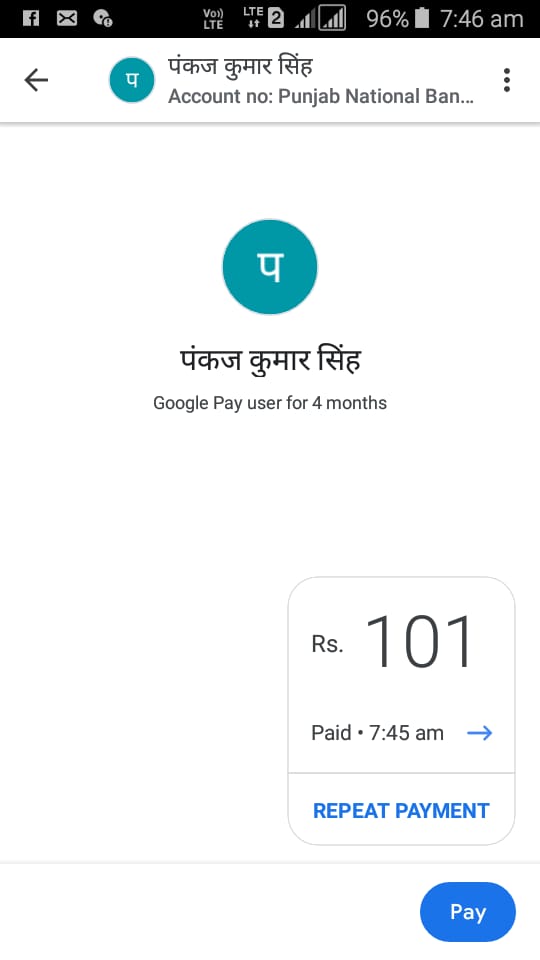 Vo)) LTE LTE 2 96% 7:46 am
प पंकज कुमार सिंह
Account no: Punjab National Ban...
प
पंकज कुमार सिंह
Google Pay user for 4 months
Rs. 101
Paid • 7:45 am
REPEAT PAYMENT
Pay